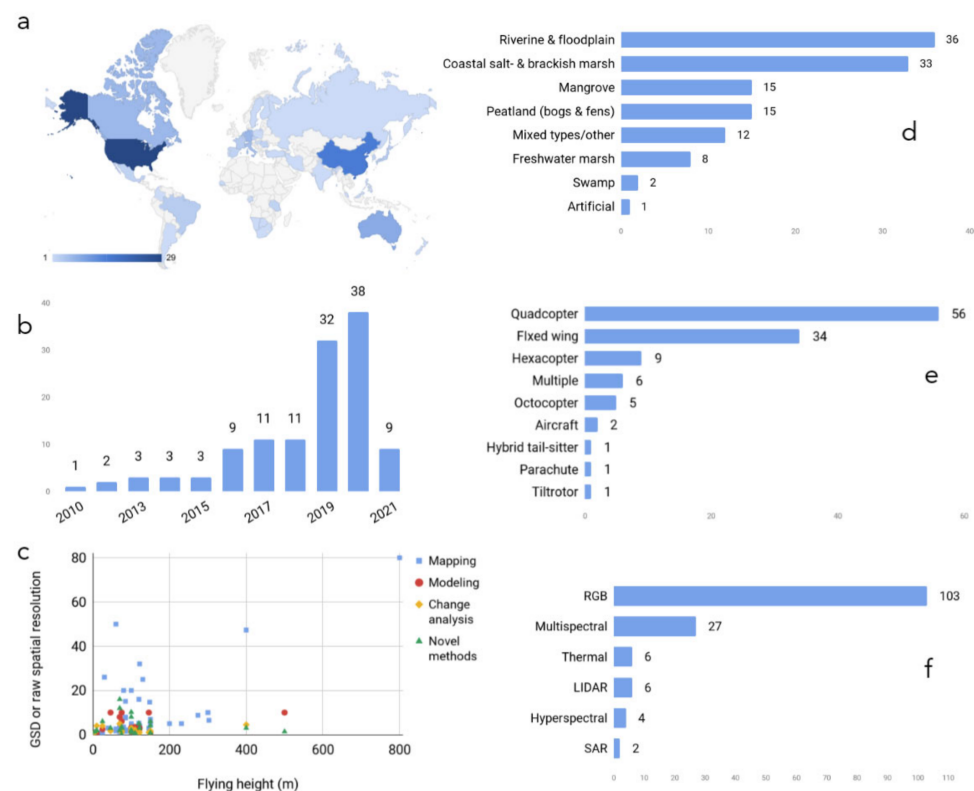 a
1
29
b
40
30
20
10
0
1
2
3
3
3
9
11
11
32
38
9
2010
2013
2015
2017
2019
2021
c
GSD or raw spatial resolution
80
60
40
20
0
0
200
400
600
800
Flying height (m)
Mapping
Modeling
Change
analysis
Novel
methods
d
Riverine & floodplain 36
Coastal salt- & brackish marsh 33
Mangrove 15
Peatland (bogs & fens) 15
Mixed types/other 12
Freshwater marsh 8
Swamp 2
Artificial 1
0 10 20 30 40
e
Quadcopter 56
FIxed wing 34
Hexacopter 9
Multiple 6
Octocopter 5
Aircraft 2
Hybrid tail-sitter 1
Parachute 1
Tiltrotor 1
0 20 40 60
f
RGB 103
Multispectral 27
Thermal 6
LIDAR 6
Hyperspectral 4
SAR 2
0 10 20 30 40 50 60 70 80 90 100 110